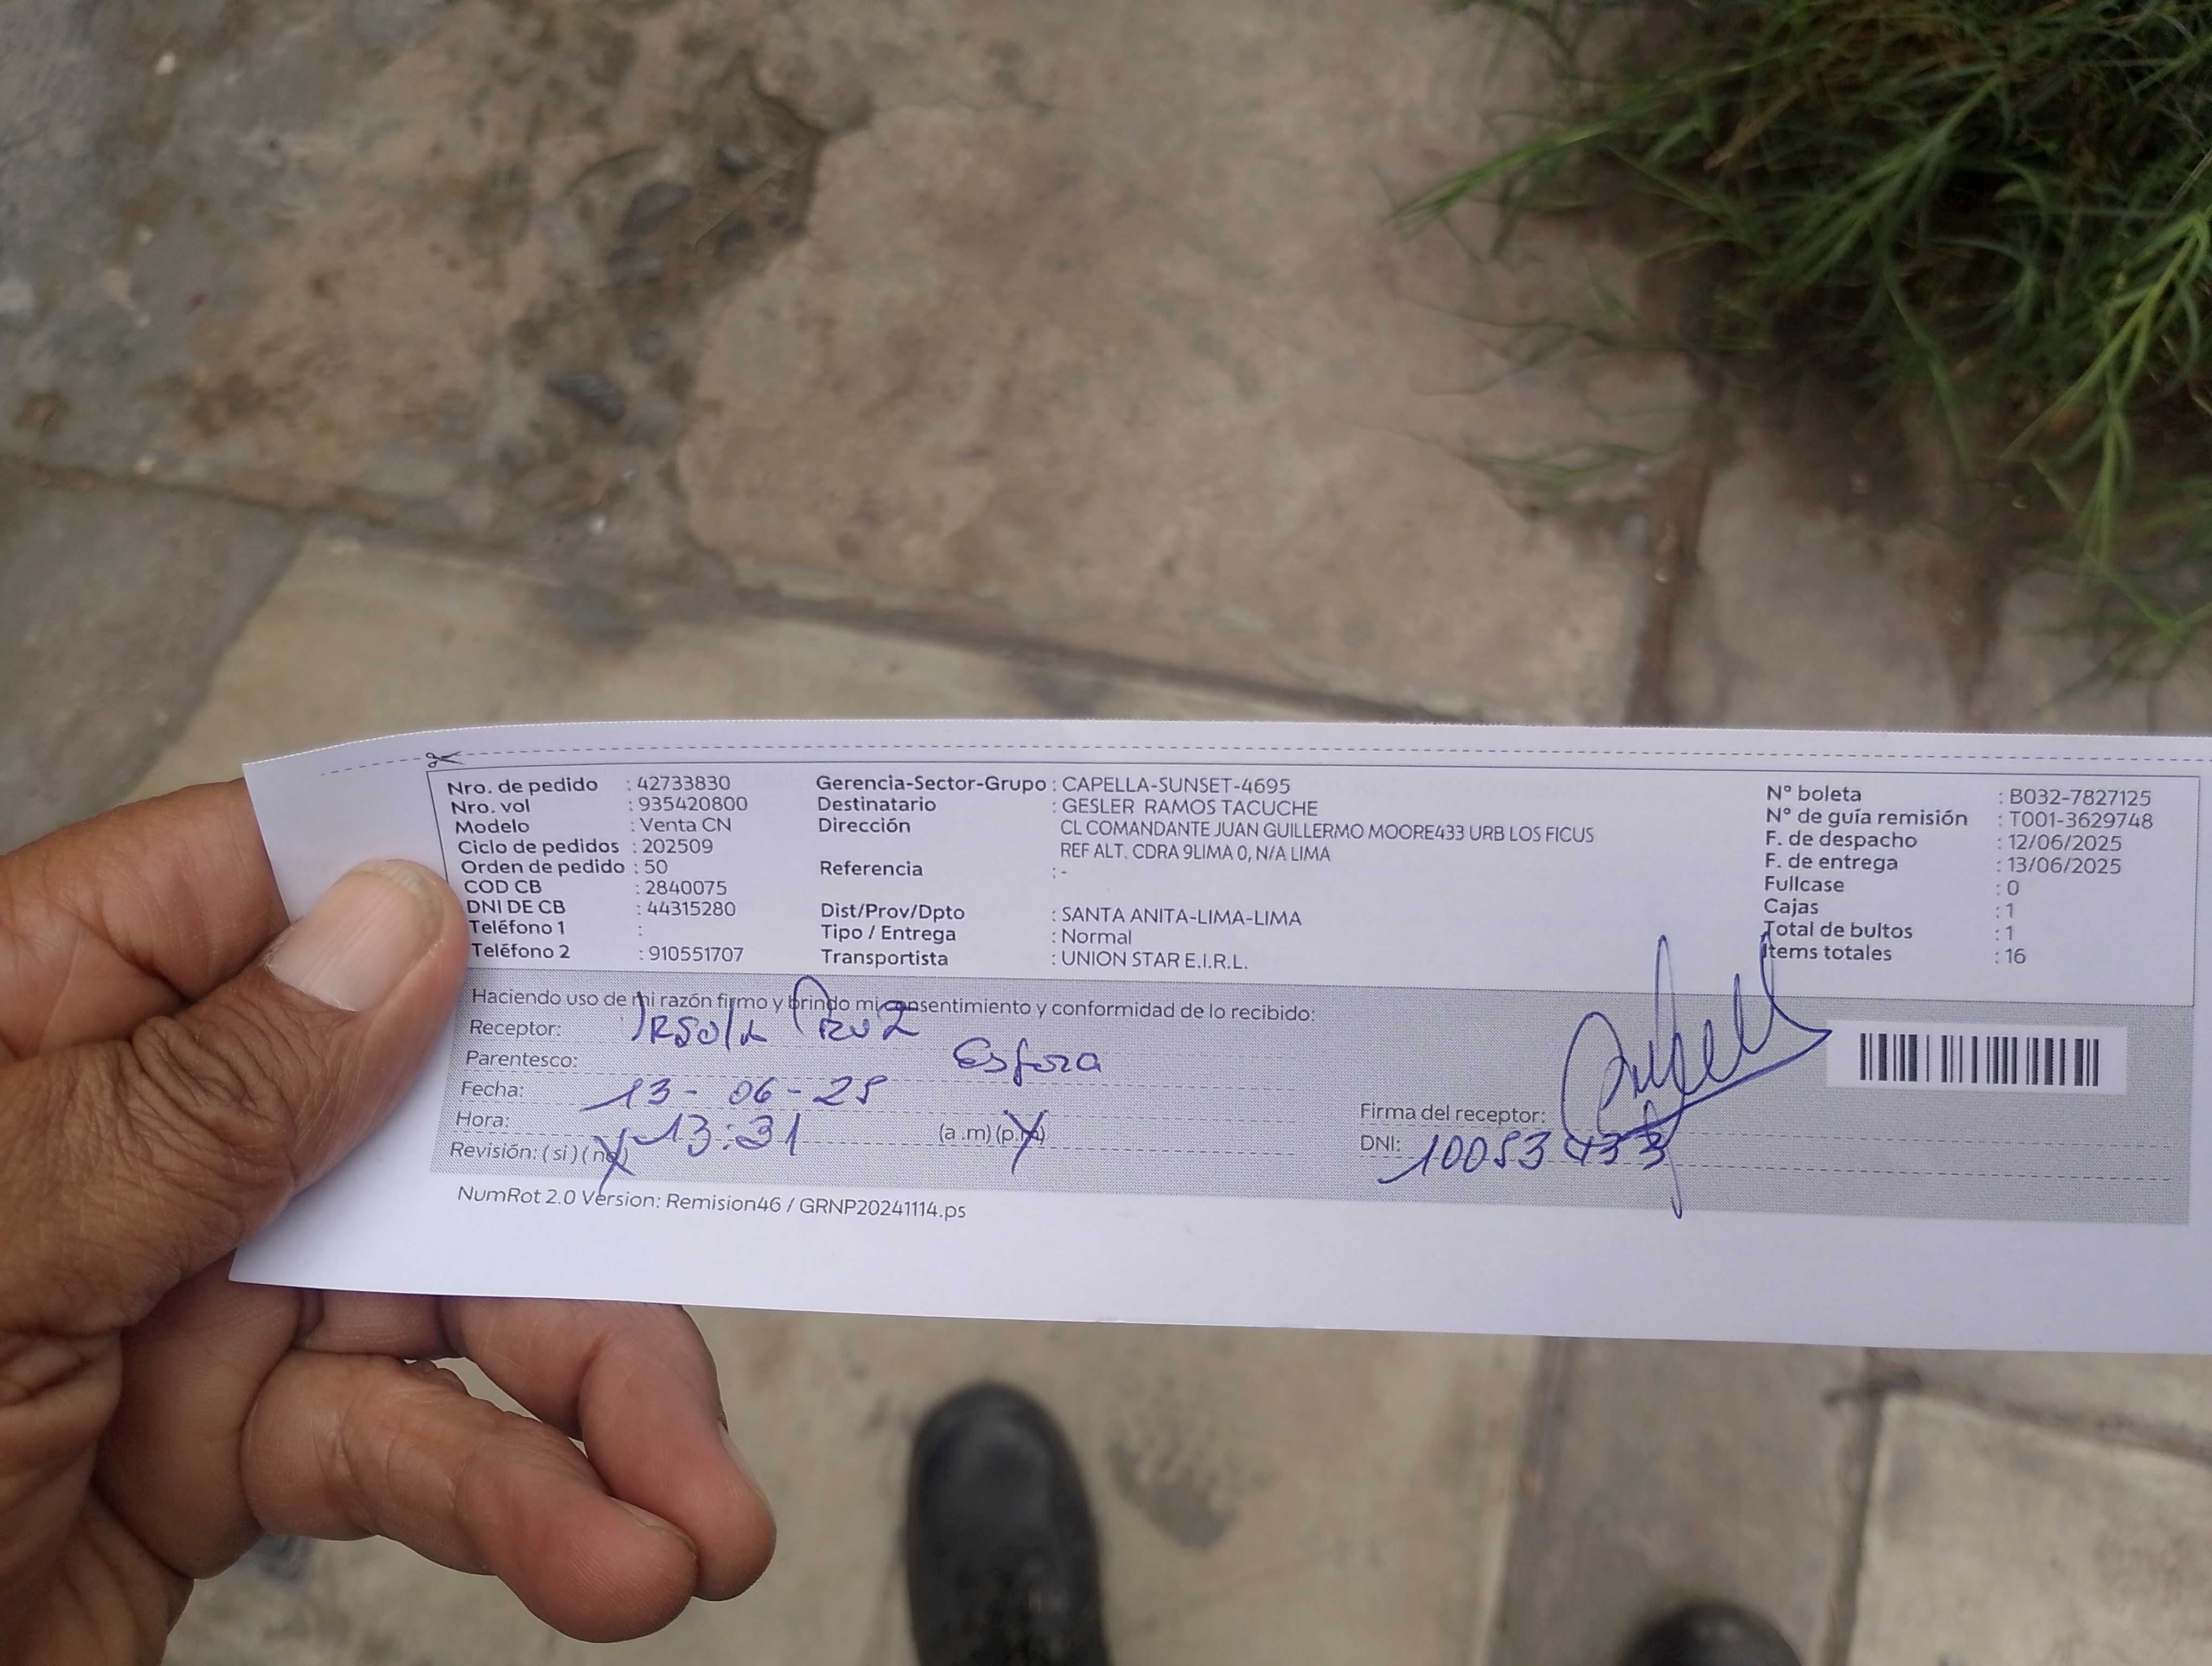 Nro. de pedido : 42733830
Nro. vol : 935420800
Modelo : Venta CN
Ciclo de pedidos : 202509
Orden de pedido : 50
COD CB : 2840075
DNI DE CB : 44315280
Teléfono 1 :
Teléfono 2 : 910551707
Gerencia-Sector-Grupo : CAPELLA-SUNSET-4695
Destinatario : GESLER RAMOS TACUCHE
Dirección : CL COMANDANTE JUAN GUILLERMO MOORE433 URB LOS FICUS
REF ALT. CDRA 9LIMA 0, N/A LIMA
Referencia : -
Dist/Prov/Dpto : SANTA ANITA-LIMA-LIMA
Tipo / Entrega : Normal
Transportista : UNION STAR E.I.R.L.
N° boleta : B032-7827125
N° de guía remisión : T001-3629748
F. de despacho : 12/06/2025
F. de entrega : 13/06/2025
Fullcase : 0
Cajas : 1
Total de bultos : 1
Items totales : 16
Haciendo uso de mi razón firmo y brindo mi consentimiento y conformidad de lo recibido:
Receptor:
Parentesco: Esfoza
Fecha: 13-06-25
Hora: 13:31 (a.m) (p.m)
Revisión: (si) (no)
Firma del receptor:
DNI: 10053433
NumRot 2.0 Version: Remision46 / GRNP20241114.ps